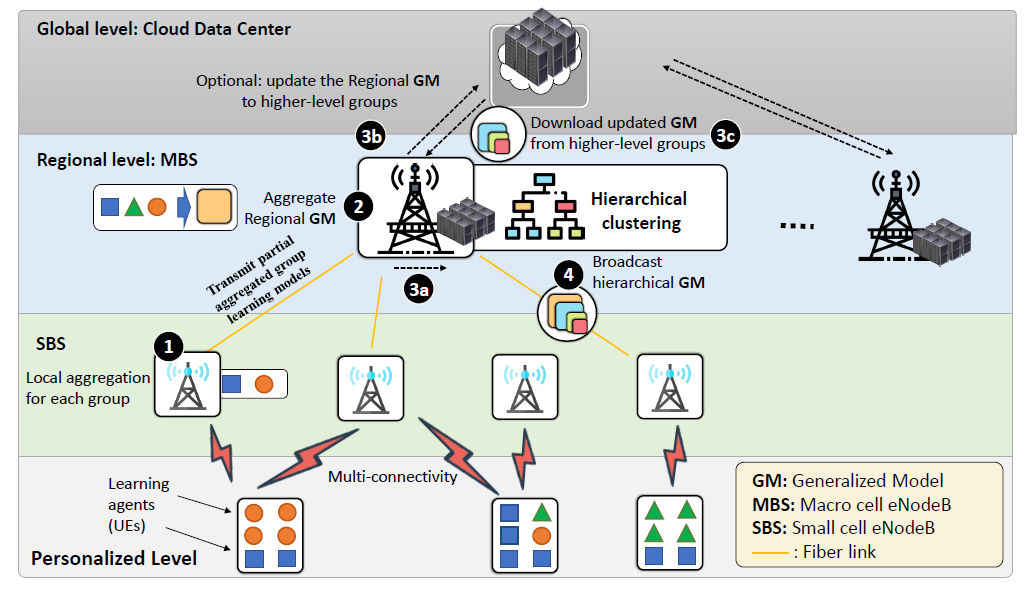 Global level: Cloud Data Center
Optional: update the Regional GM
to higher-level groups
3b
Download updated GM
from higher-level groups
3c
Regional level: MBS
Aggregate
Regional GM
2
Hierarchical
clustering
Transmit partial
aggregated group
learning models
3a
4
Broadcast
hierarchical GM
SBS
1
Local aggregation
for each group
Multi-connectivity
Learning
agents
(UEs)
Personalized Level
GM: Generalized Model
MBS: Macro cell eNodeB
SBS: Small cell eNodeB
: Fiber link